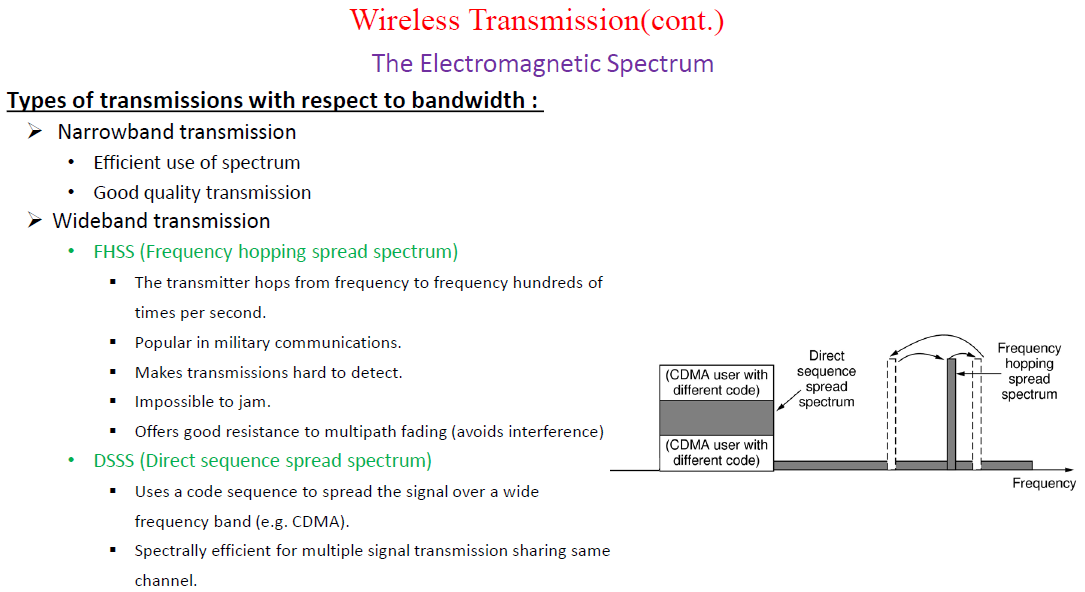 Wireless Transmission(cont.)
The Electromagnetic Spectrum
Types of transmissions with respect to bandwidth :
➢ Narrowband transmission
• Efficient use of spectrum
• Good quality transmission
➢ Wideband transmission
• FHSS (Frequency hopping spread spectrum)
▪ The transmitter hops from frequency to frequency hundreds of
times per second.
▪ Popular in military communications.
▪ Makes transmissions hard to detect.
▪ Impossible to jam.
▪ Offers good resistance to multipath fading (avoids interference)
• DSSS (Direct sequence spread spectrum)
▪ Uses a code sequence to spread the signal over a wide
frequency band (e.g. CDMA).
▪ Spectrally efficient for multiple signal transmission sharing same
channel.
(CDMA user with
different code)
(CDMA user with
different code)
Direct
sequence
spread
spectrum
Frequency
hopping
spread
spectrum
Frequency